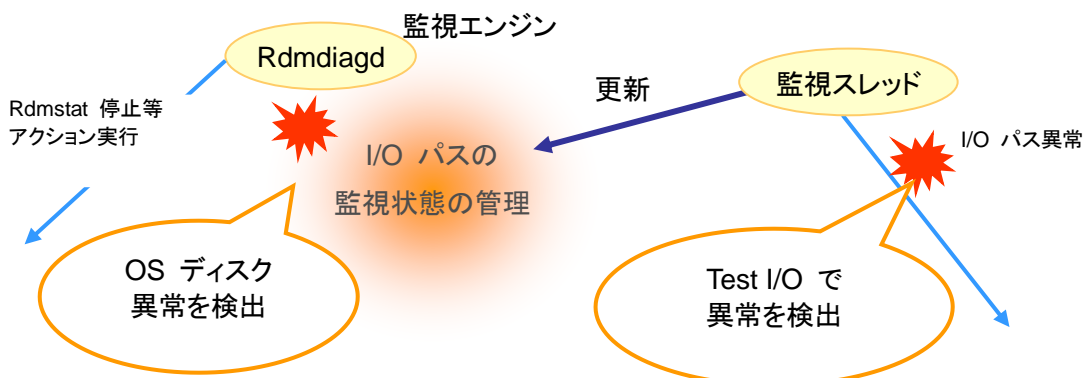 監視エンジン
Rdmdiagd
監視スレッド
更新
Rdmstat 停止等
アクション実行
I/O パス異常
I/O パスの
監視状態の管理
OS ディスク
異常を検出
Test I/O で
異常を検出